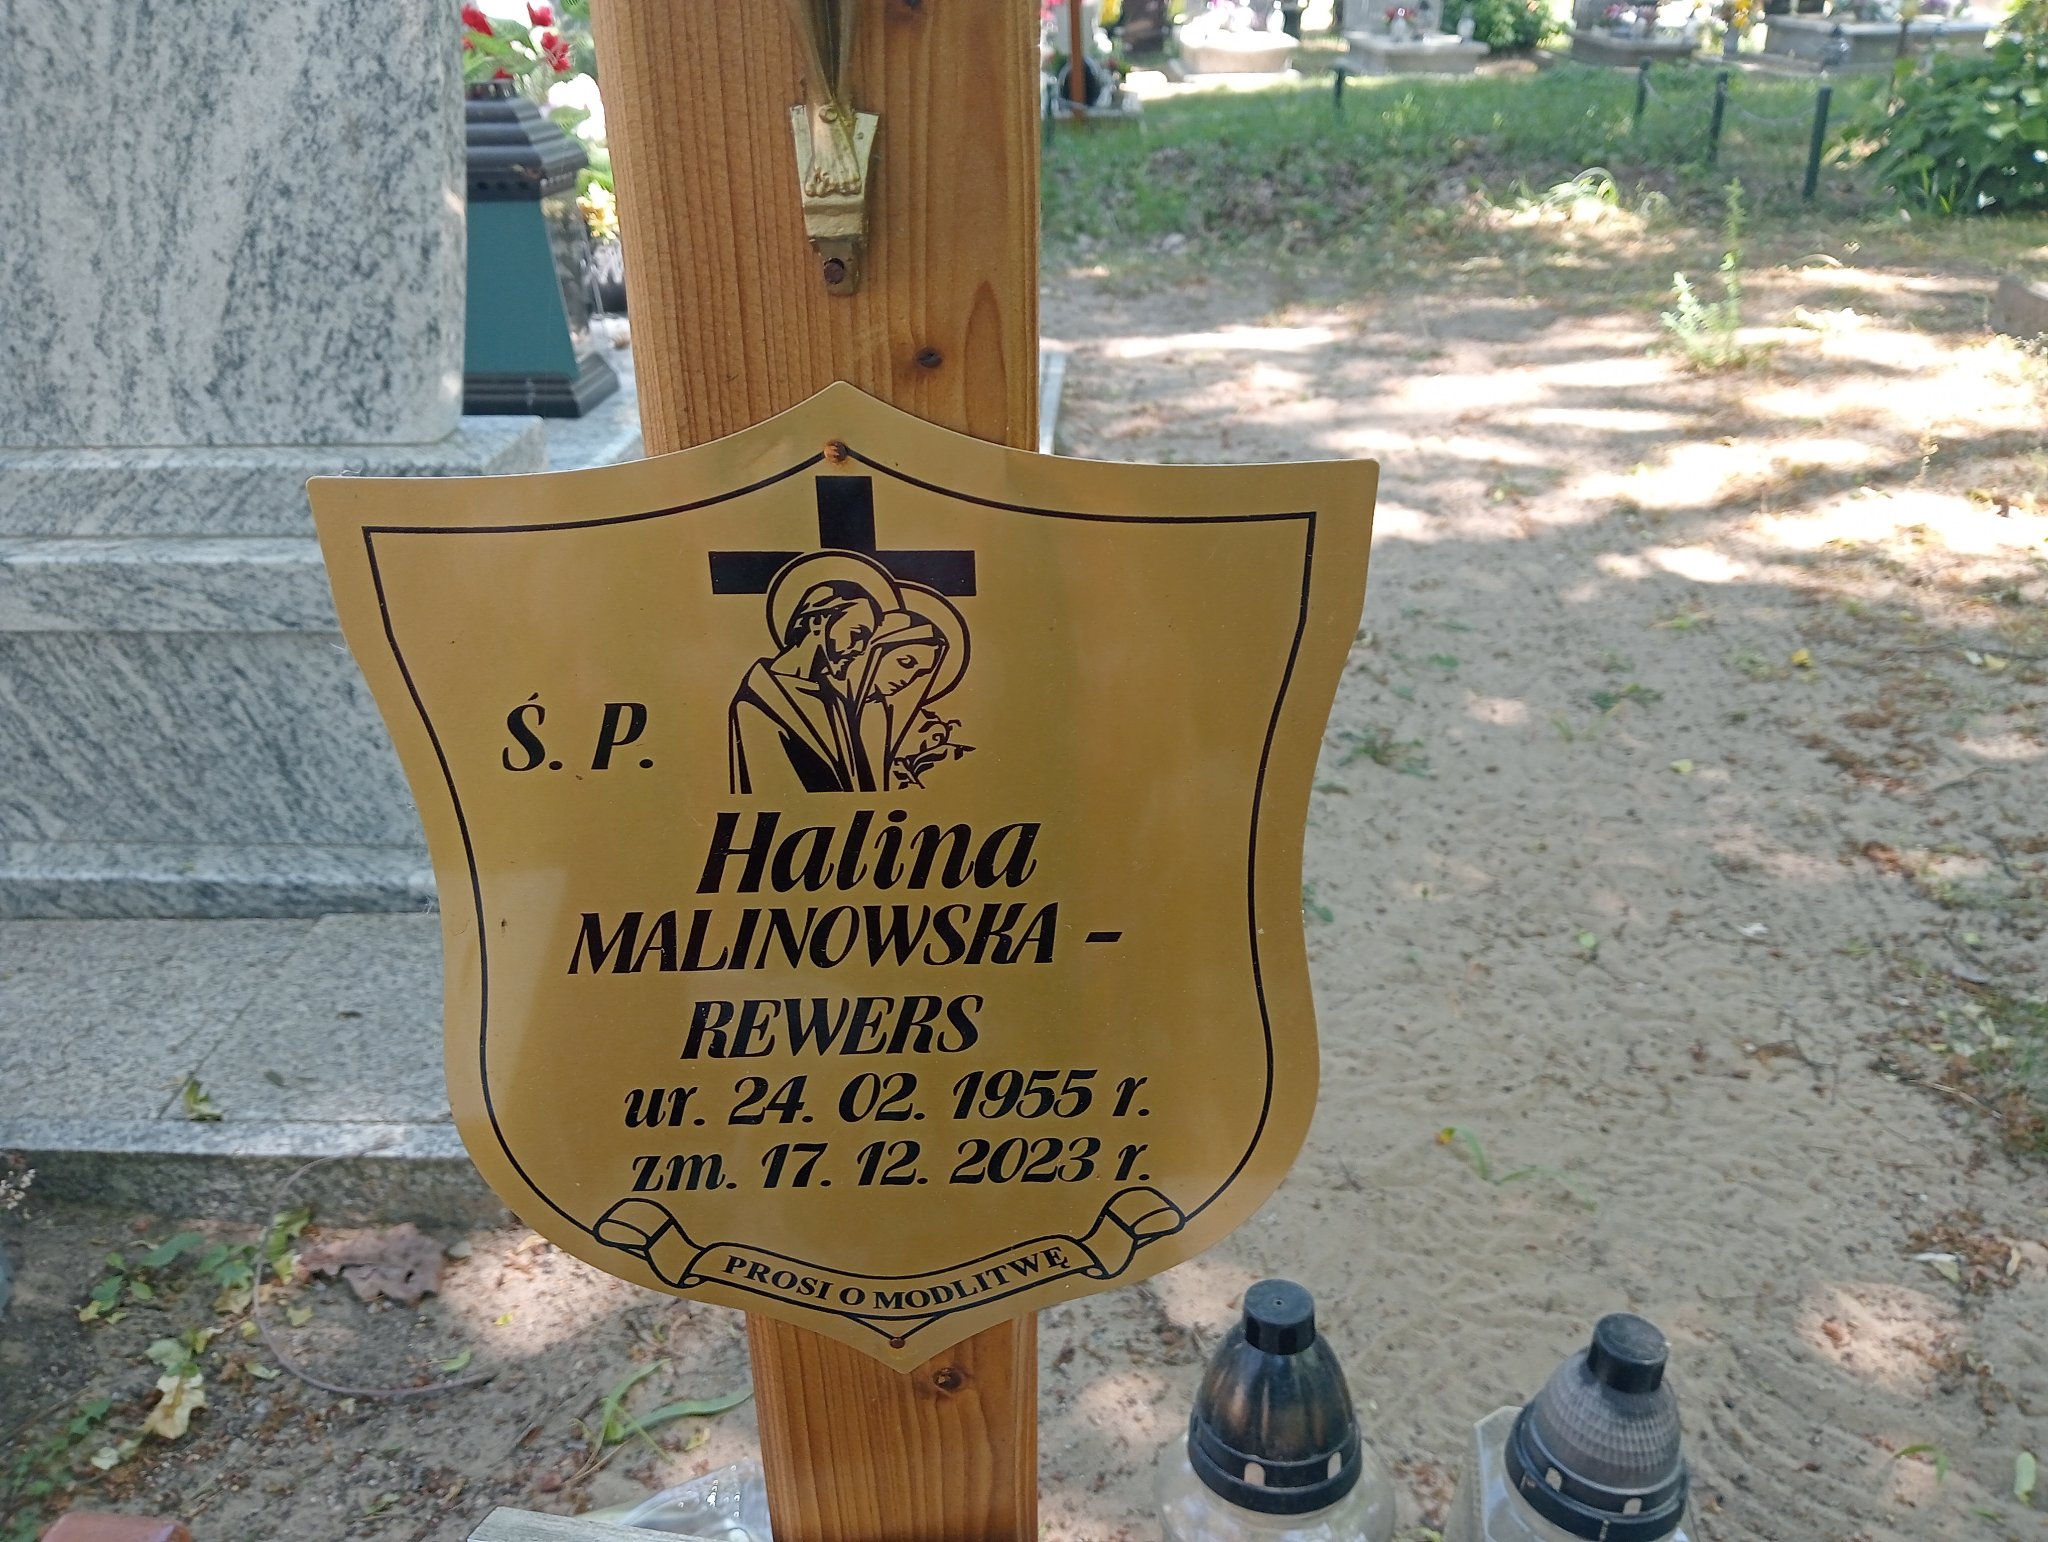 Ś. P.
Halina
MALINOWSKA –
REWERS
ur. 24. 02. 1955 r.
zm. 17. 12. 2023 r.
PROSI O MODLITWĘ